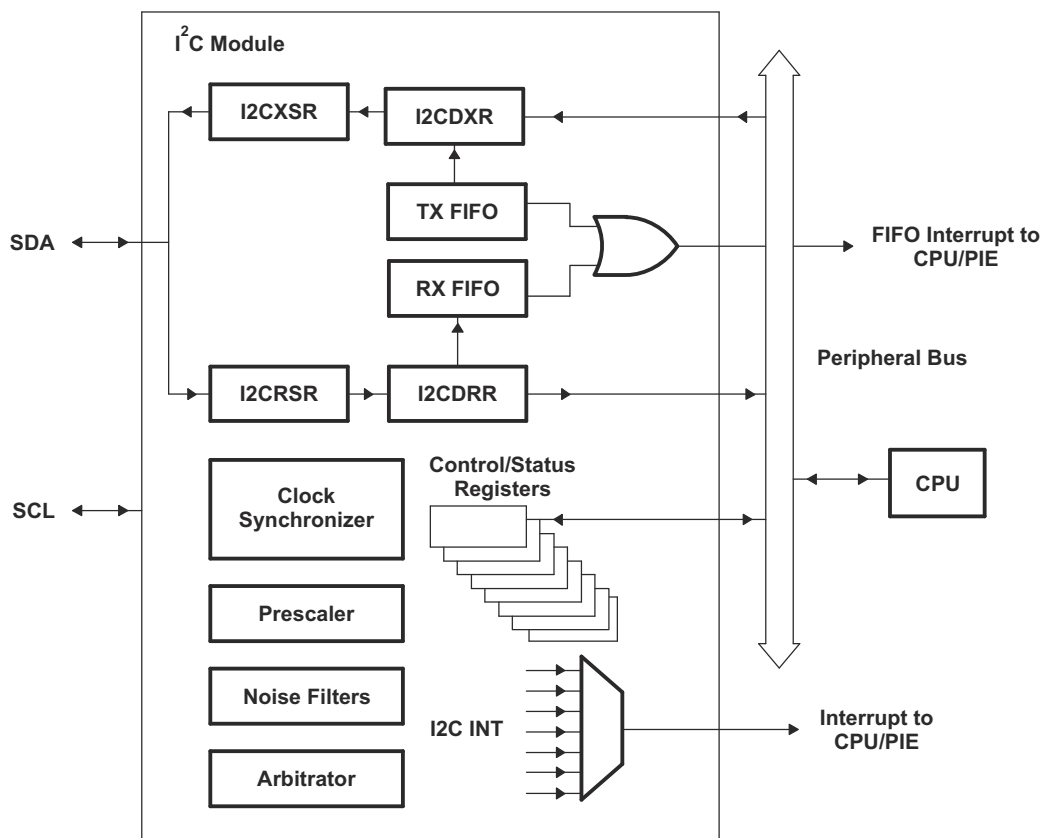 I²C Module
I2CXSR
I2CDXR
TX FIFO
SDA
FIFO Interrupt to
CPU/PIE
RX FIFO
Peripheral Bus
I2CRSR
I2CDRR
Control/Status
Registers
CPU
SCL
Clock
Synchronizer
Prescaler
Noise Filters
I2C INT
Interrupt to
CPU/PIE
Arbitrator